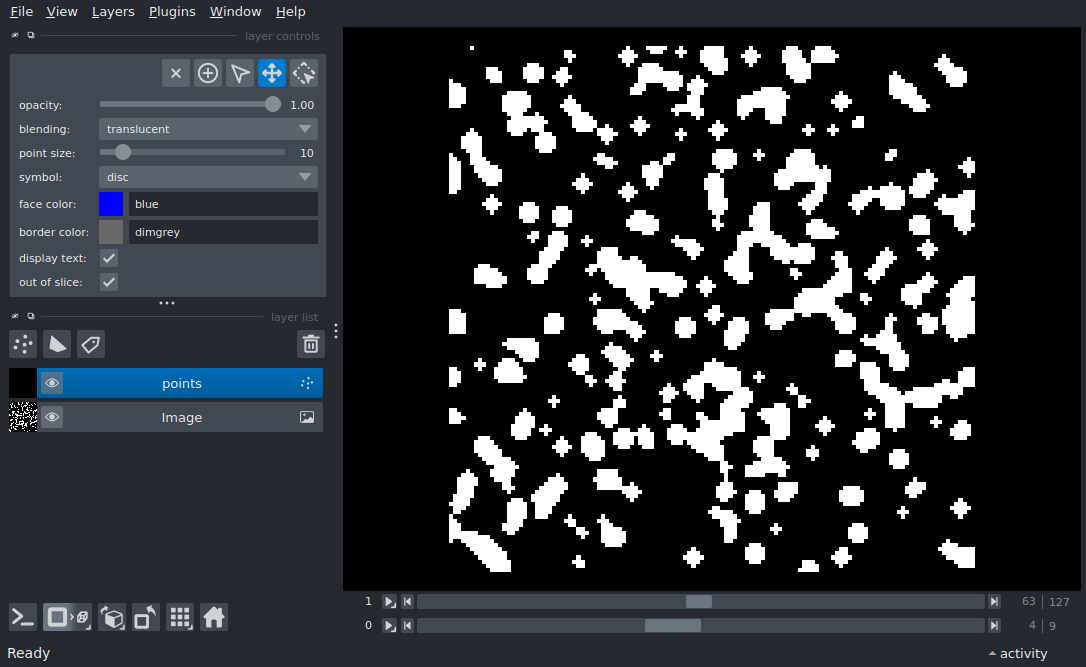 File View Layers Plugins Window Help
layer controls
opacity: 1.00
blending: translucent
point size: 10
symbol: disc
face color: blue
border color: dimgrey
display text:
out of slice:
layer list
points
Image
1 63 127
0 4 9
Ready activity